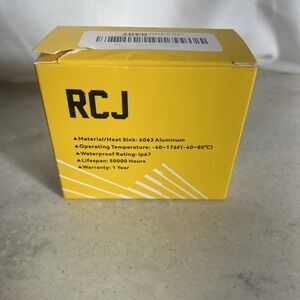 RCJ
▲Material/Heat Sink: 6063 Aluminum
▲Operating Temperature: -40~176F(-40~80℃)
▲Waterproof Rating: Ip67
▲Lifespan: 50000 Hours
▲Warranty: 1 Year